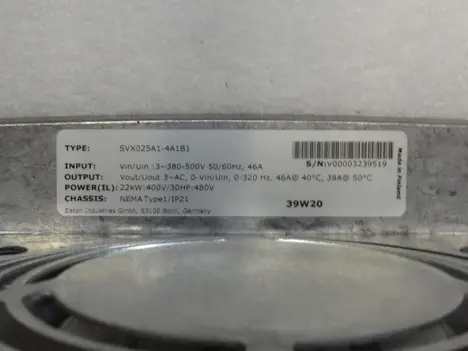 TYPE: SVX025A1-4A1B1
INPUT: Vin/Uin :3~380-500V 50/60Hz, 46A
S/N:V00003239519
OUTPUT: Vout/Uout 3~AC, 0-Vin/Uin, 0-320 Hz, 46A@ 40°C, 38A@ 50°C
POWER(IL): 22kW:400V/30HP:480V
CHASSIS: NEMA Type1/IP21
39W20
Eaton Industries GmbH, 53105 Bonn, Germany
Made in Finland